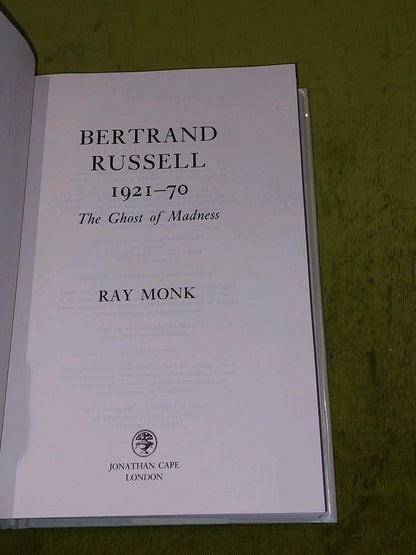 BERTRAND
RUSSELL
1921–70
The Ghost of Madness
RAY MONK
JONATHAN CAPE
LONDON